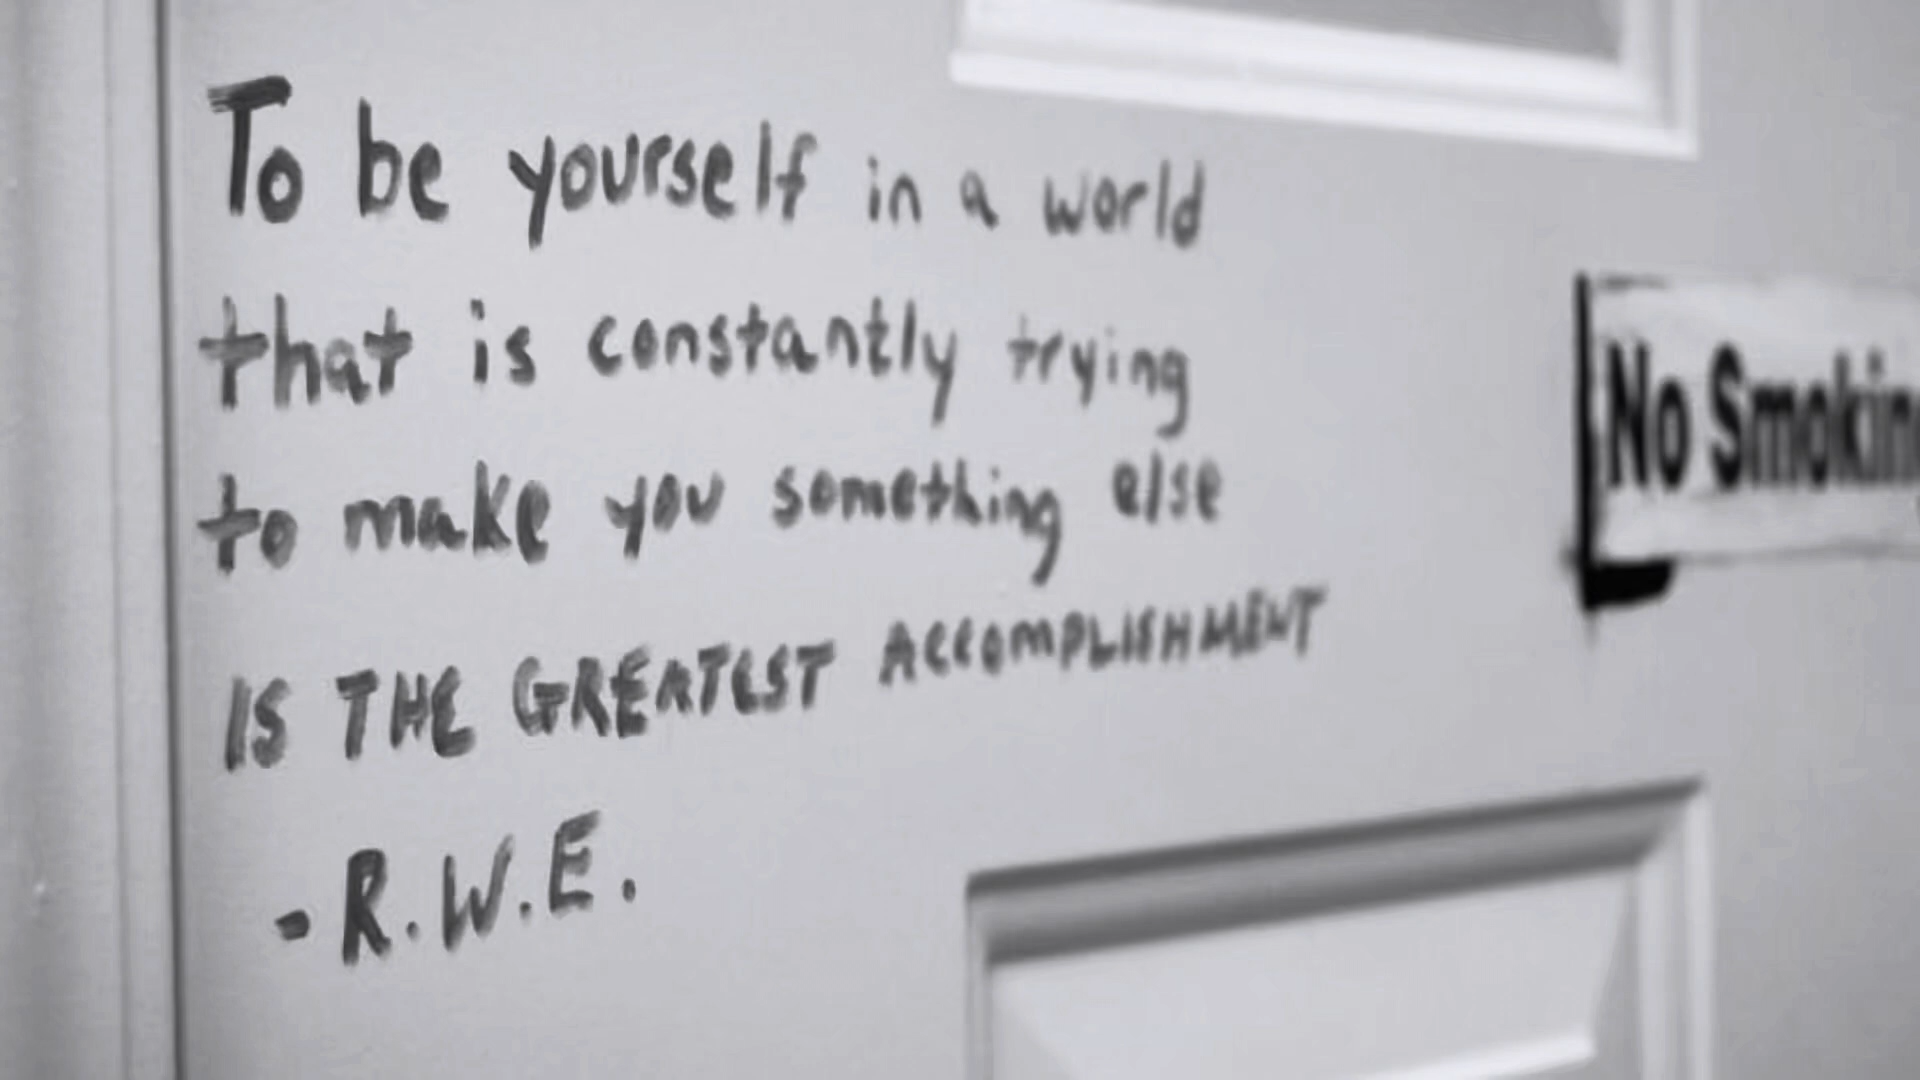 To be yourself in a world
that is constantly trying
to make you something else
IS THE GREATEST ACCOMPLISHMENT
- R.W.E.
No Smoking